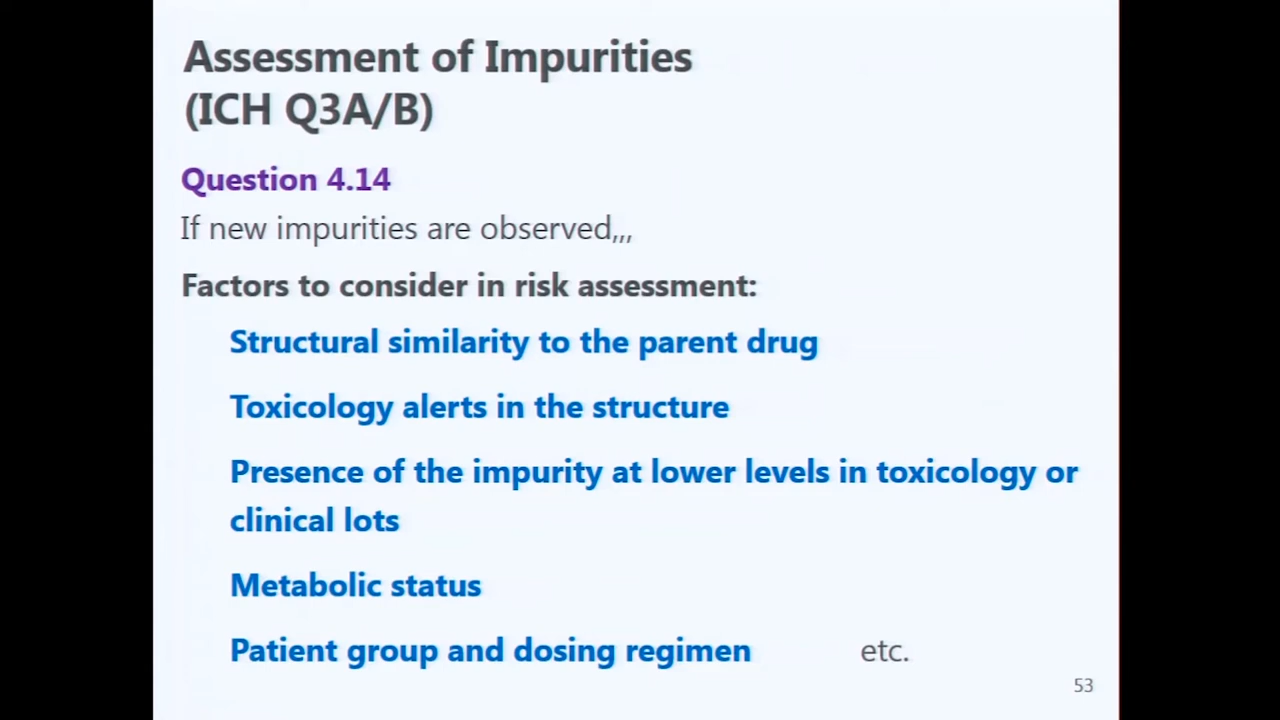 Assessment of Impurities
(ICH Q3A/B)
Question 4.14
If new impurities are observed,,,
Factors to consider in risk assessment:
Structural similarity to the parent drug
Toxicology alerts in the structure
Presence of the impurity at lower levels in toxicology or
clinical lots
Metabolic status
Patient group and dosing regimen etc.
53